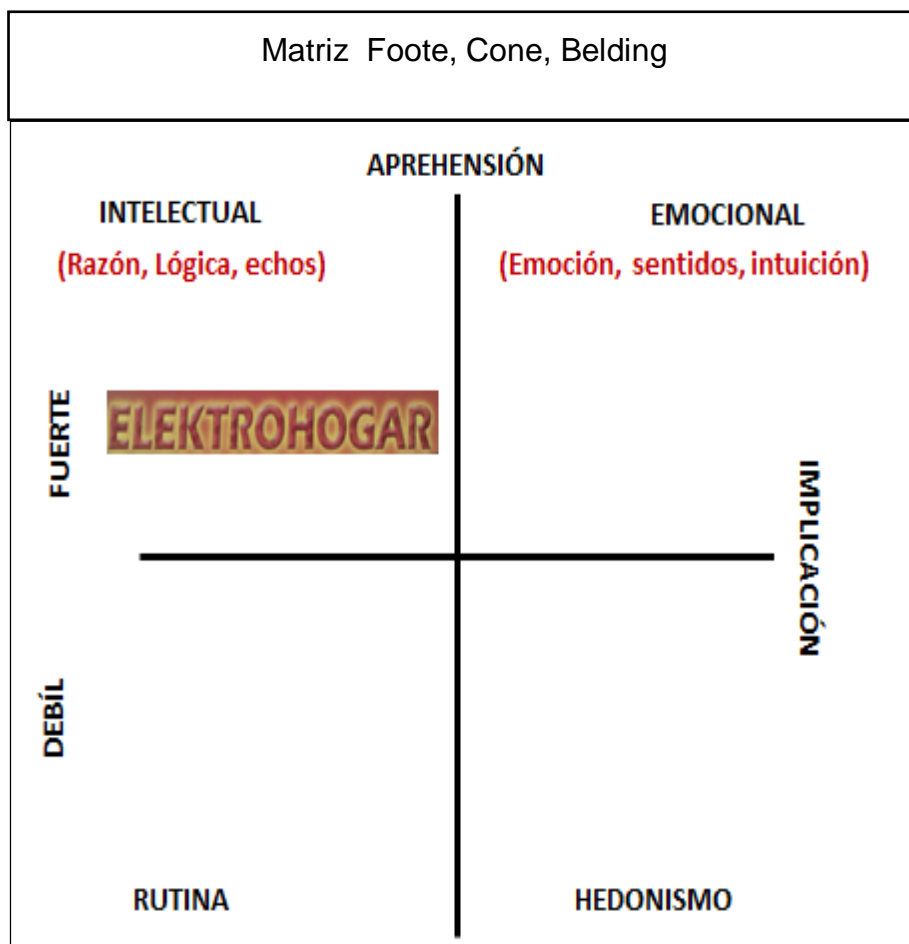 Matriz Foote, Cone, Belding
APREHENSIÓN
INTELECTUAL
EMOCIONAL
(Razón, Lógica, echos)
(Emoción, sentidos, intuición)
FUERTE
ELEKTROHOGAR
IMPLICACIÓN
DEBÍL
RUTINA
HEDONISMO